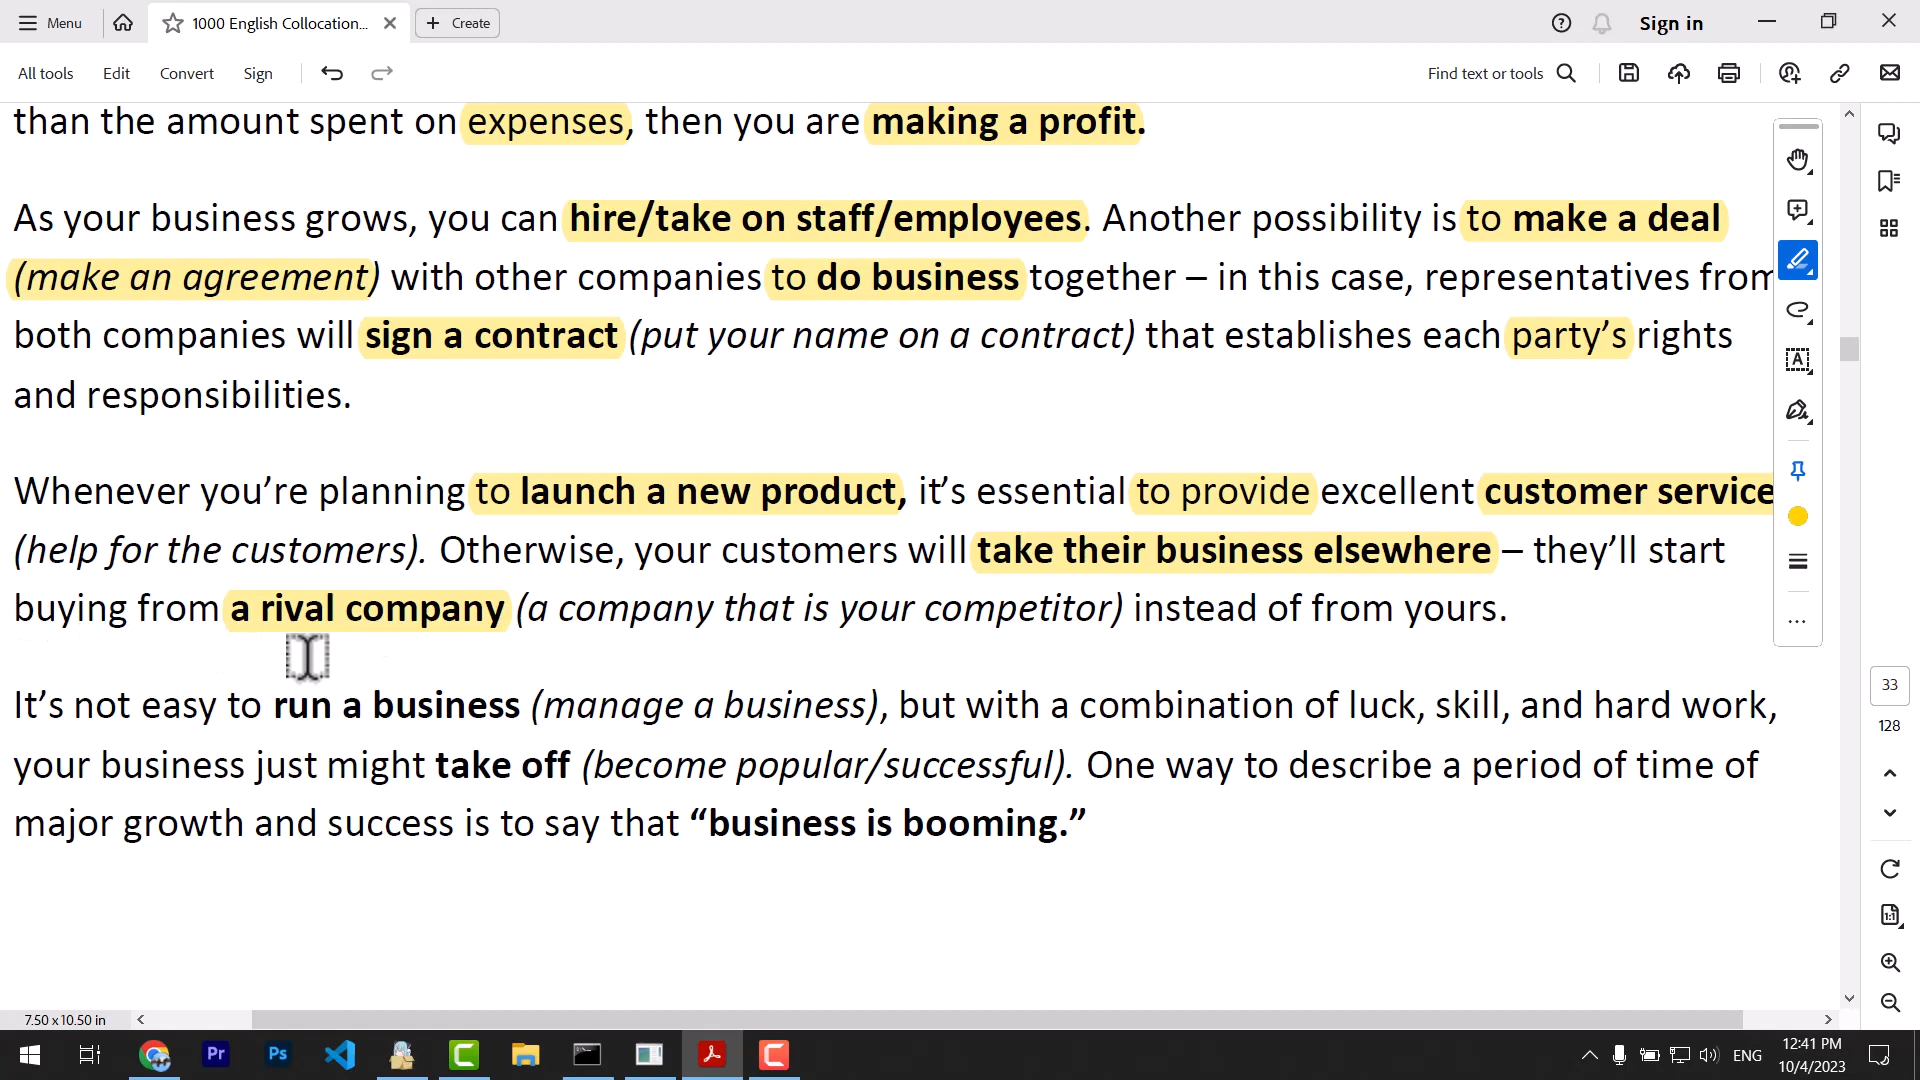 Menu
1000 English Collocation...
Create
Sign in
All tools
Edit
Convert
Sign
Find text or tools
than the amount spent on expenses, then you are making a profit.
As your business grows, you can hire/take on staff/employees. Another possibility is to make a deal
(make an agreement) with other companies to do business together – in this case, representatives from
both companies will sign a contract (put your name on a contract) that establishes each party’s rights
and responsibilities.
Whenever you’re planning to launch a new product, it’s essential to provide excellent customer service
(help for the customers). Otherwise, your customers will take their business elsewhere – they’ll start
buying from a rival company (a company that is your competitor) instead of from yours.
It’s not easy to run a business (manage a business), but with a combination of luck, skill, and hard work,
your business just might take off (become popular/successful). One way to describe a period of time of
major growth and success is to say that “business is booming.”
33
128
7.50 x 10.50 in
Pr
Ps
ENG
12:41 PM
10/4/2023